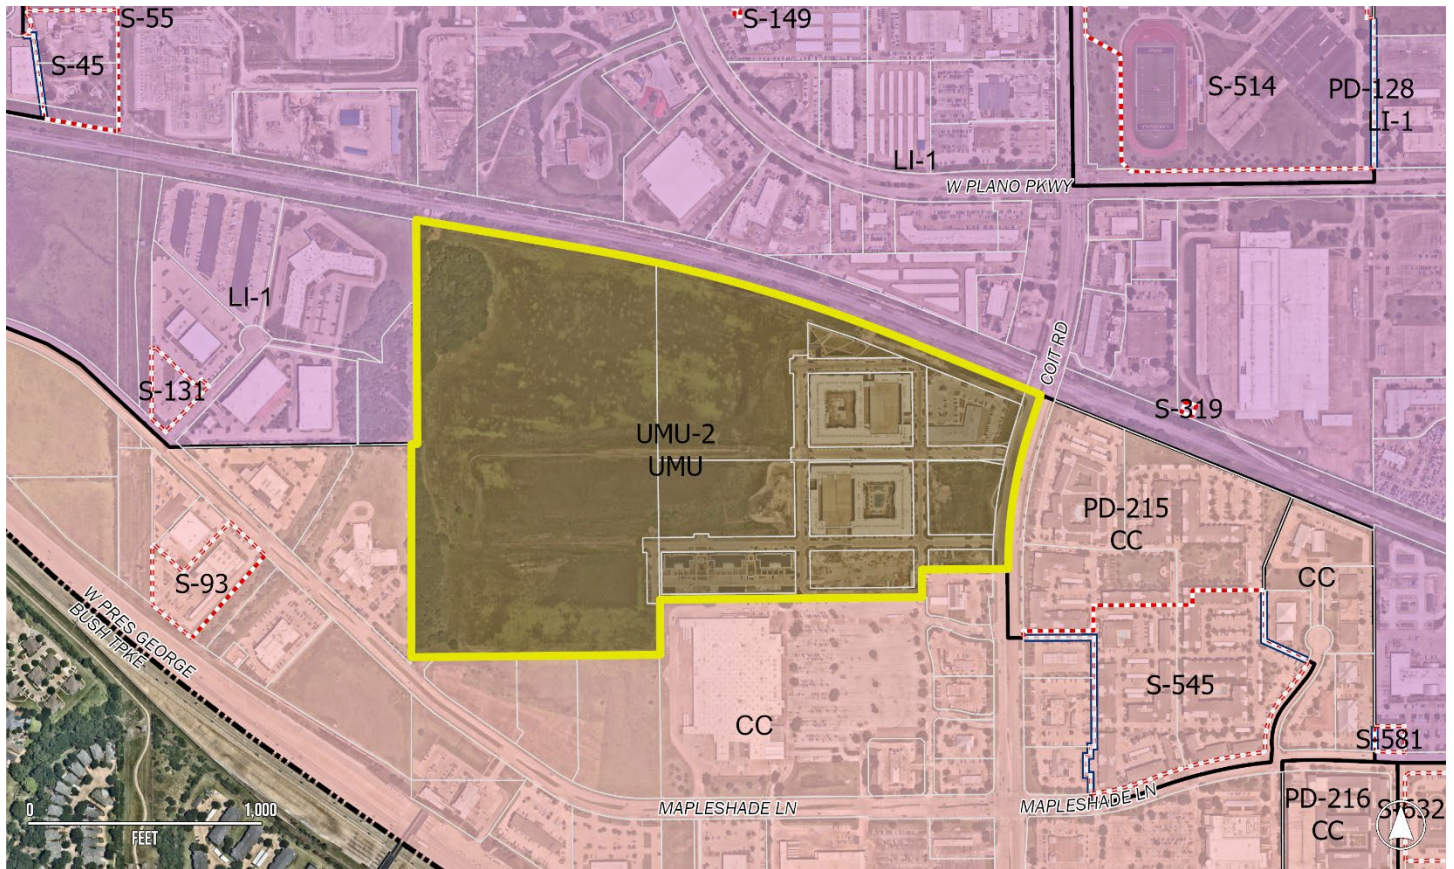 S-55
S-149
S-45
S-514
PD-128
LI-1
LI-1
W PLANO PKWY
LI-1
COIT RD
S-131
S-319
UMU-2
UMU
PD-215
CC
S-93
CC
W PRES GEORGE
BUSH TPKE
S-545
CC
S-581
0
1,000
FEET
MAPLESHADE LN
MAPLESHADE LN
PD-216
CC
S-632